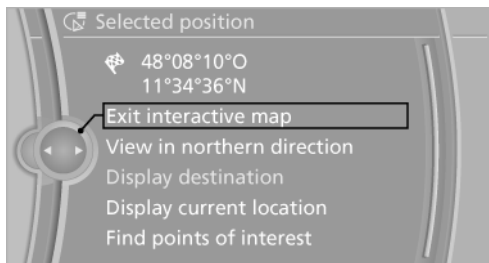 Selected position
48°08°10°O
11°34°36°N
Exit interactive map
View in northern direction
Display destination
Display current location
Find points of interest